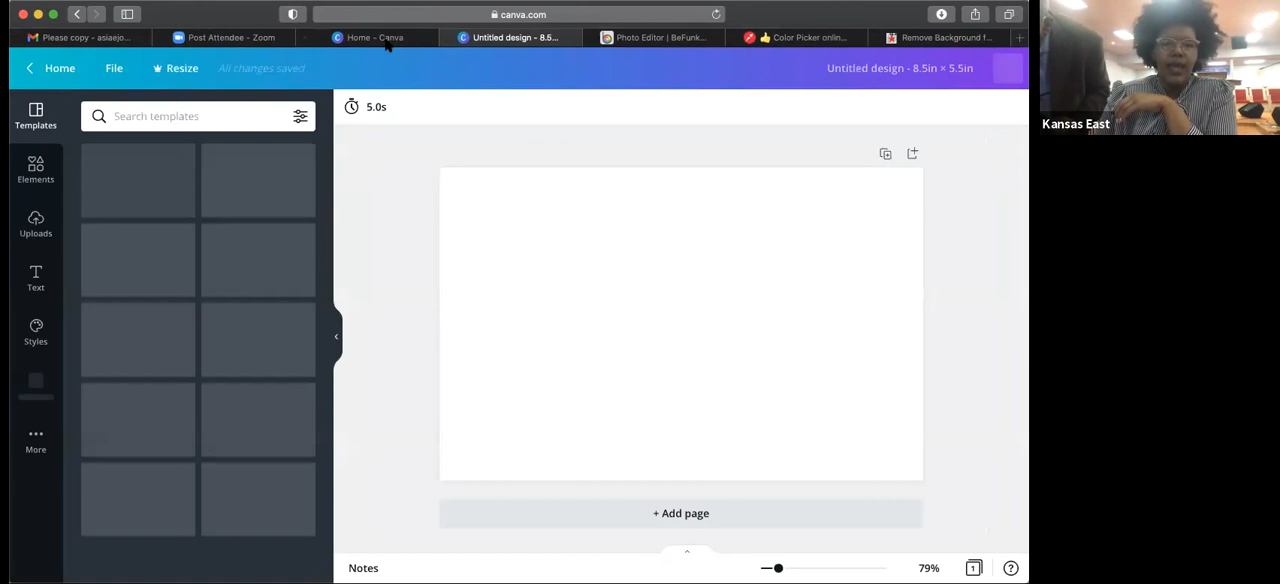 canva.com
Please copy - asiaejo...
Post Attendee - Zoom
Home - Canva
Untitled design - 8.5...
Photo Editor | BeFunk...
👍 Color Picker onlin...
Remove Background f...
Home
File
Resize
All changes saved
Untitled design - 8.5in × 5.5in
Templates
Search templates
5.0s
Elements
Uploads
Text
Styles
More
+ Add page
Notes
79%
1
?
Kansas East